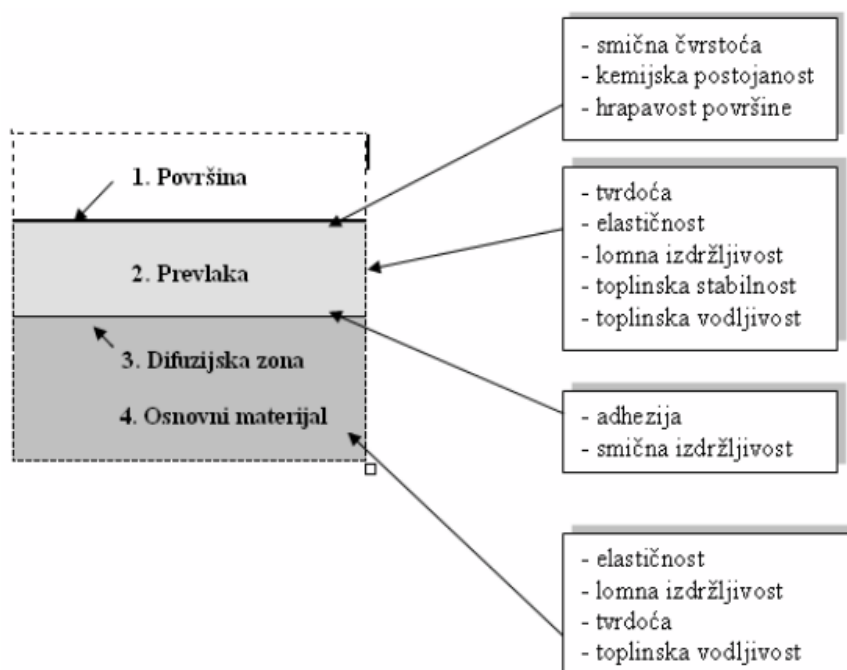 1. Površina
2. Prevlaka
3. Difuzijska zona
4. Osnovni materijal
- smična čvrstoća
- kemijska postojanost
- hrapavost površine
- tvrdoća
- elastičnost
- lomna izdržljivost
- toplinska stabilnost
- toplinska vodljivost
- adhezija
- smična izdržljivost
- elastičnost
- lomna izdržljivost
- tvrdoća
- toplinska vodljivost